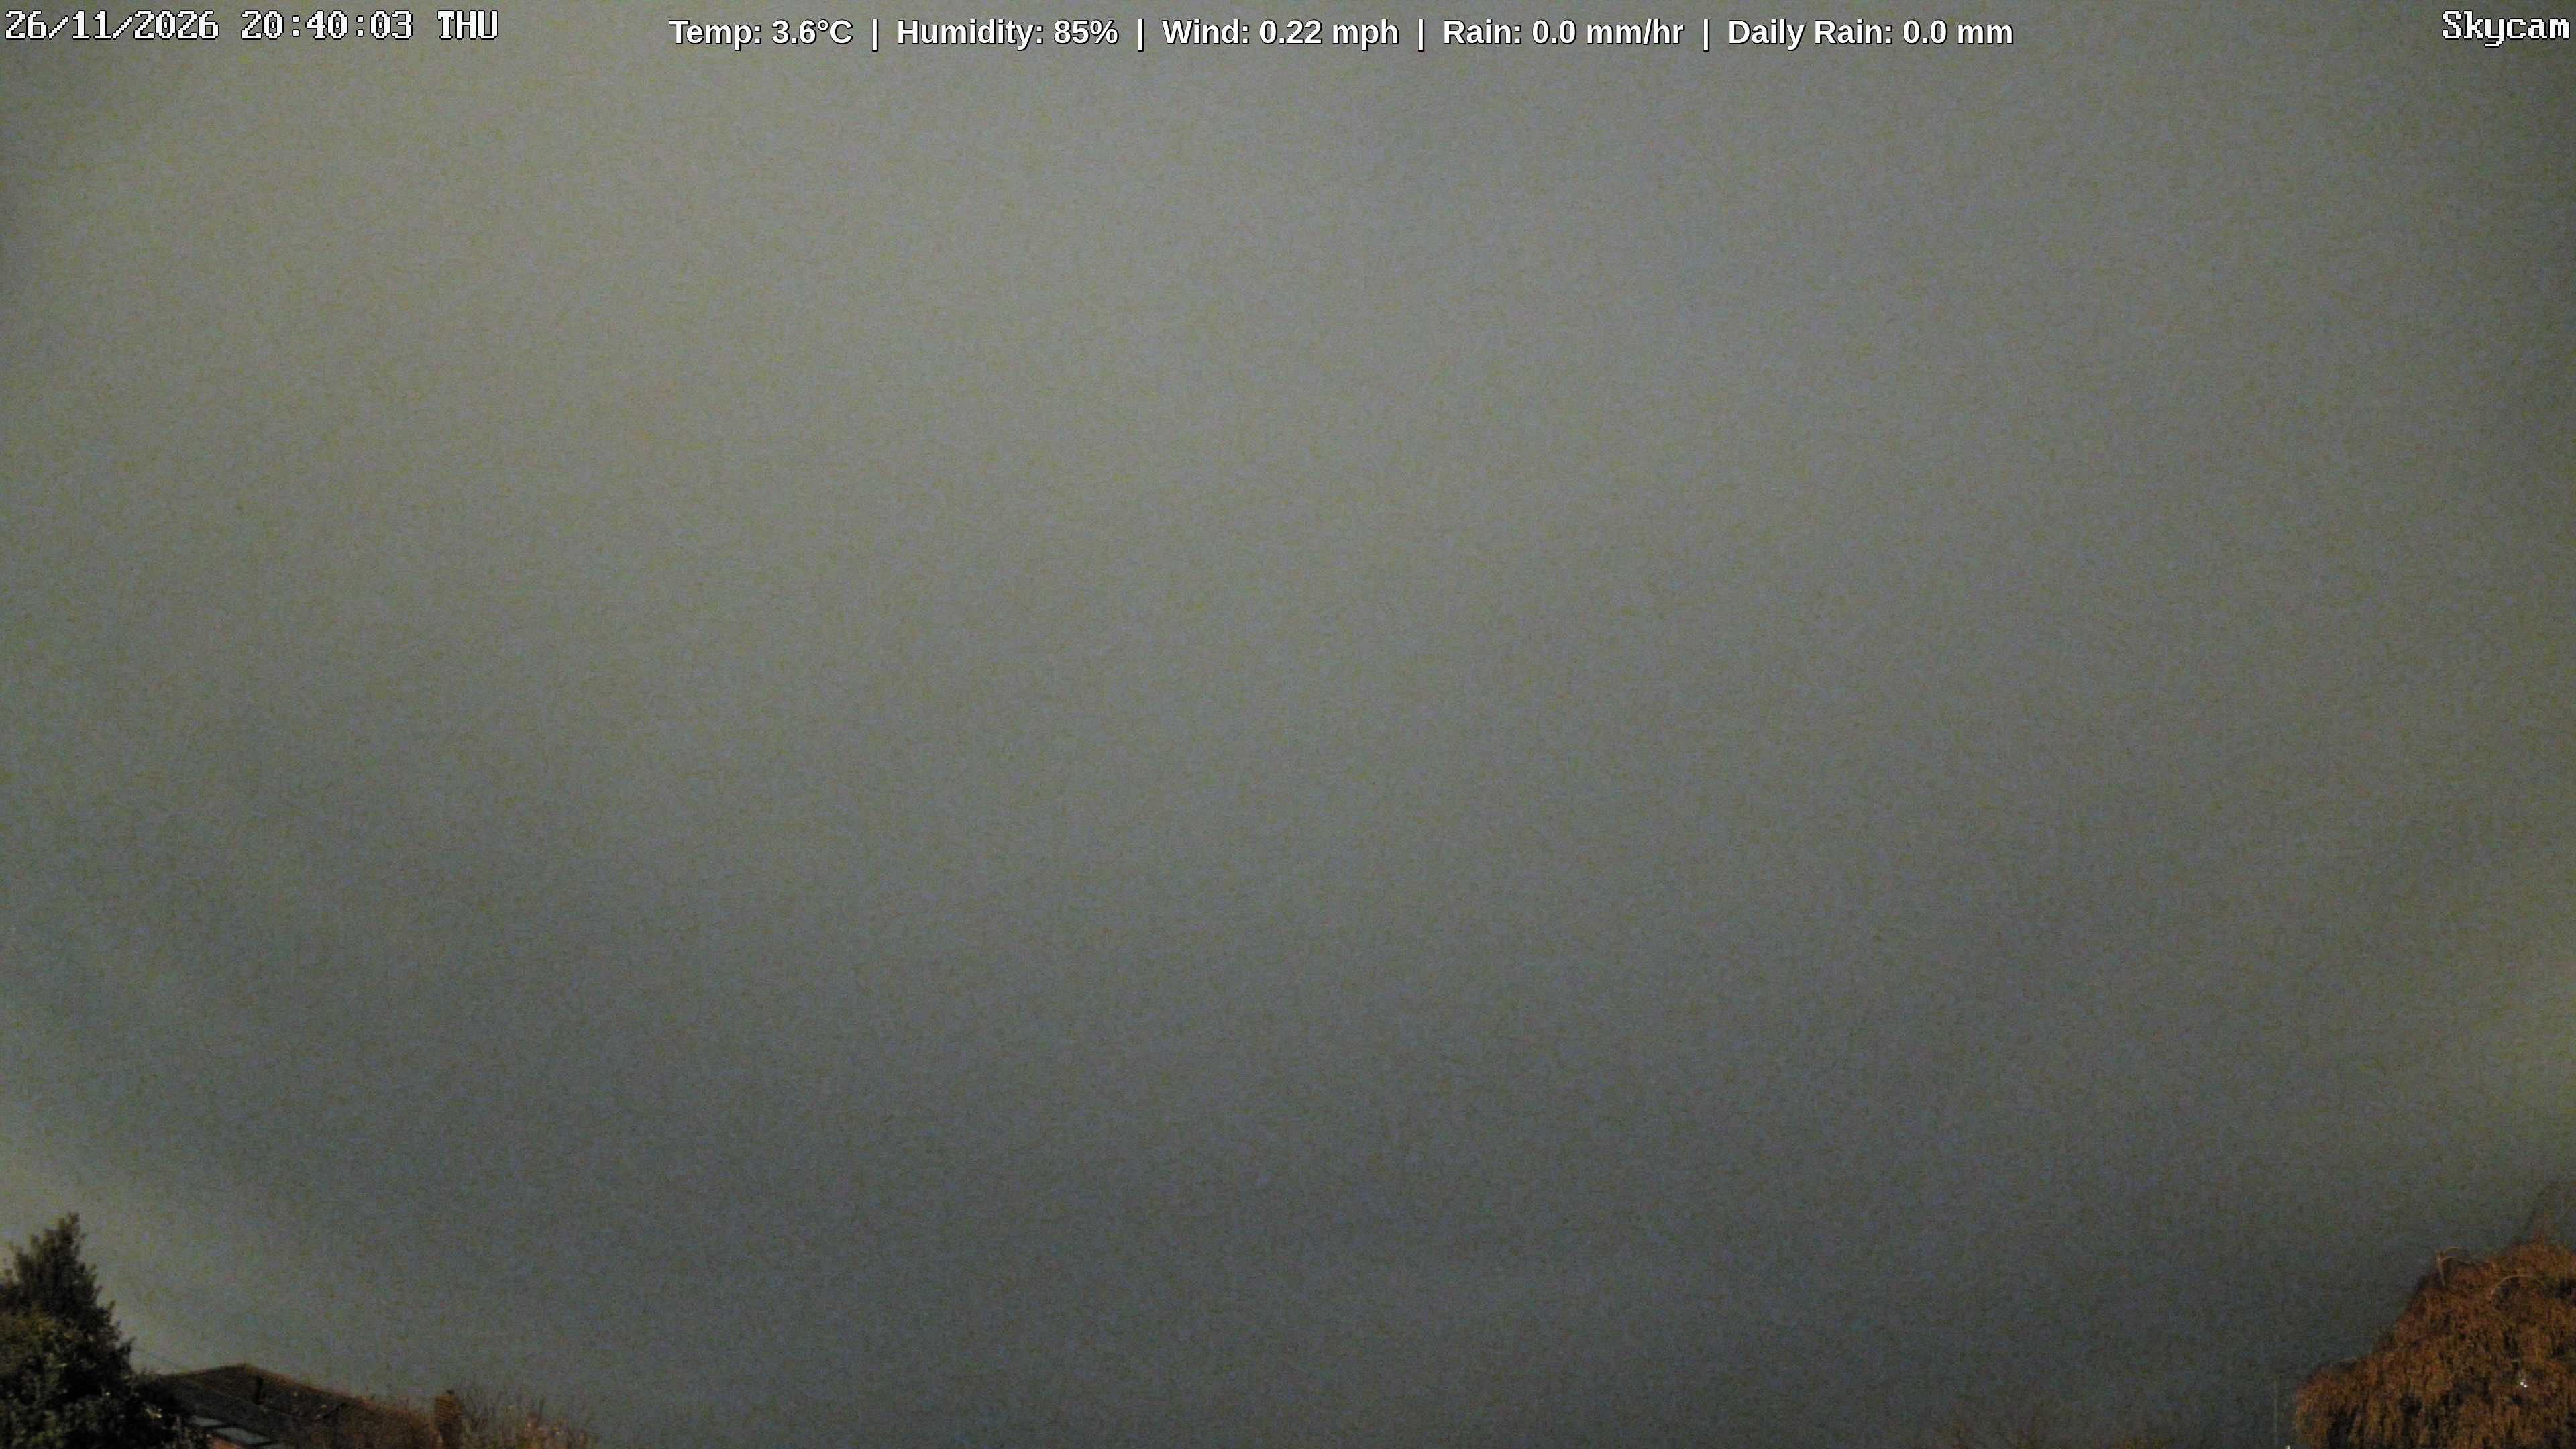 26/11/2026 20:40:03 THU
Temp: 3.6°C | Humidity: 85% | Wind: 0.22 mph | Rain: 0.0 mm/hr | Daily Rain: 0.0 mm
Skycam